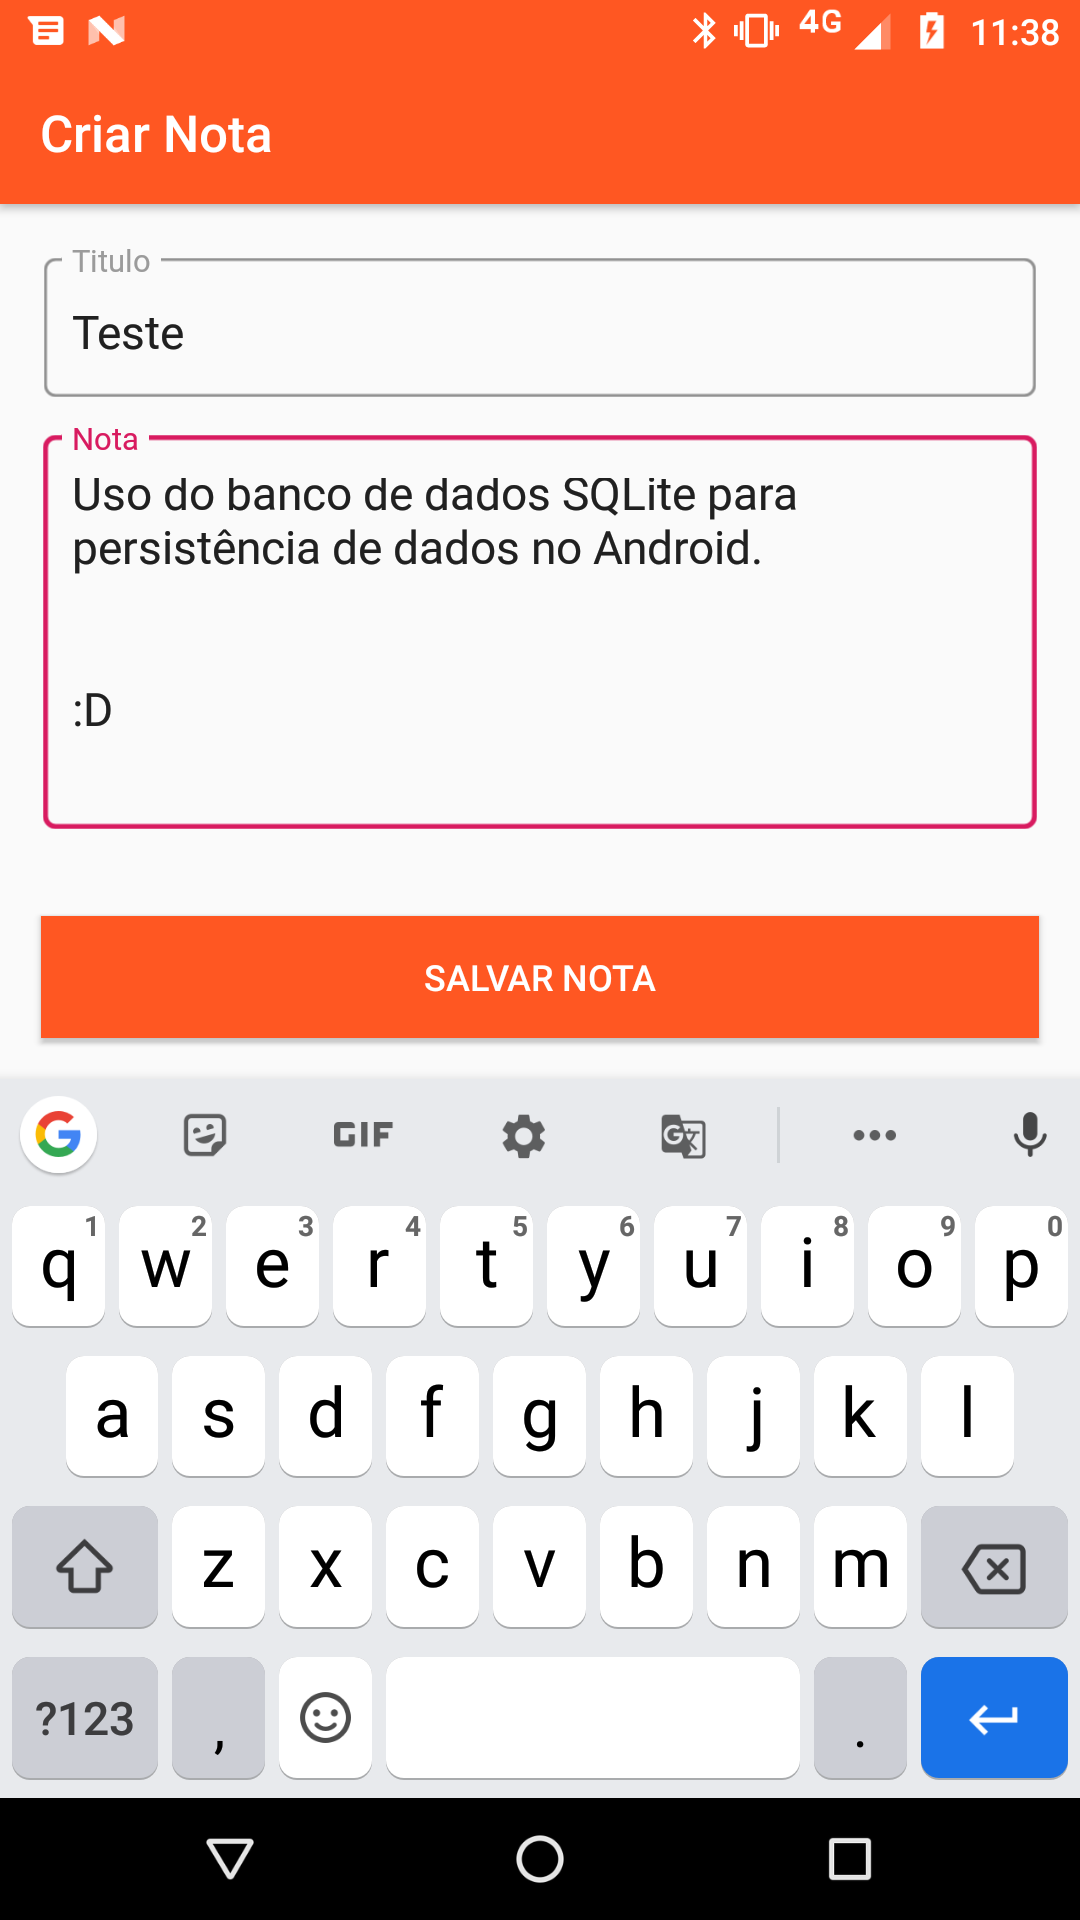 4G 11:38
Criar Nota
Titulo
Teste
Nota
Uso do banco de dados SQLite para
persistência de dados no Android.
:D
SALVAR NOTA
G GIF G 文
q 1 w 2 e 3 r 4 t 5 y 6 u 7 i 8 o 9 p 0
a s d f g h j k l
z x c v b n m
?123 , .